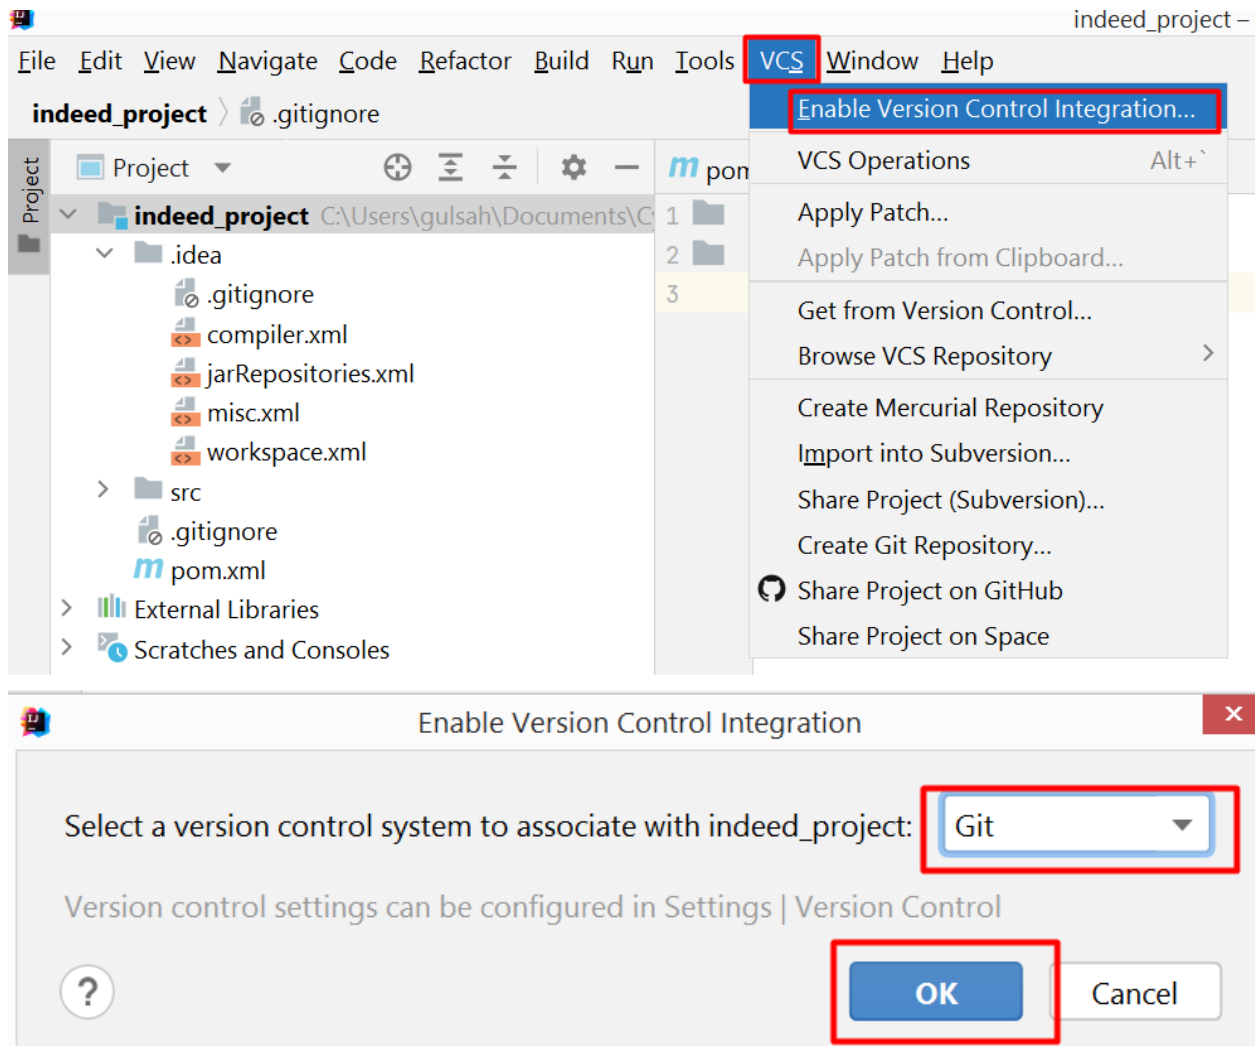 indeed_project –
File Edit View Navigate Code Refactor Build Run Tools VCS Window Help
indeed_project .gitignore
Project
Project
pom
indeed_project C:\Users\gulsah\Documents\C
.idea
.gitignore
compiler.xml
jarRepositories.xml
misc.xml
workspace.xml
src
.gitignore
pom.xml
External Libraries
Scratches and Consoles
1
2
3
Enable Version Control Integration...
VCS Operations Alt+`
Apply Patch...
Apply Patch from Clipboard...
Get from Version Control...
Browse VCS Repository
Create Mercurial Repository
Import into Subversion...
Share Project (Subversion)...
Create Git Repository...
Share Project on GitHub
Share Project on Space
Enable Version Control Integration
Select a version control system to associate with indeed_project: Git
Version control settings can be configured in Settings | Version Control
? OK Cancel